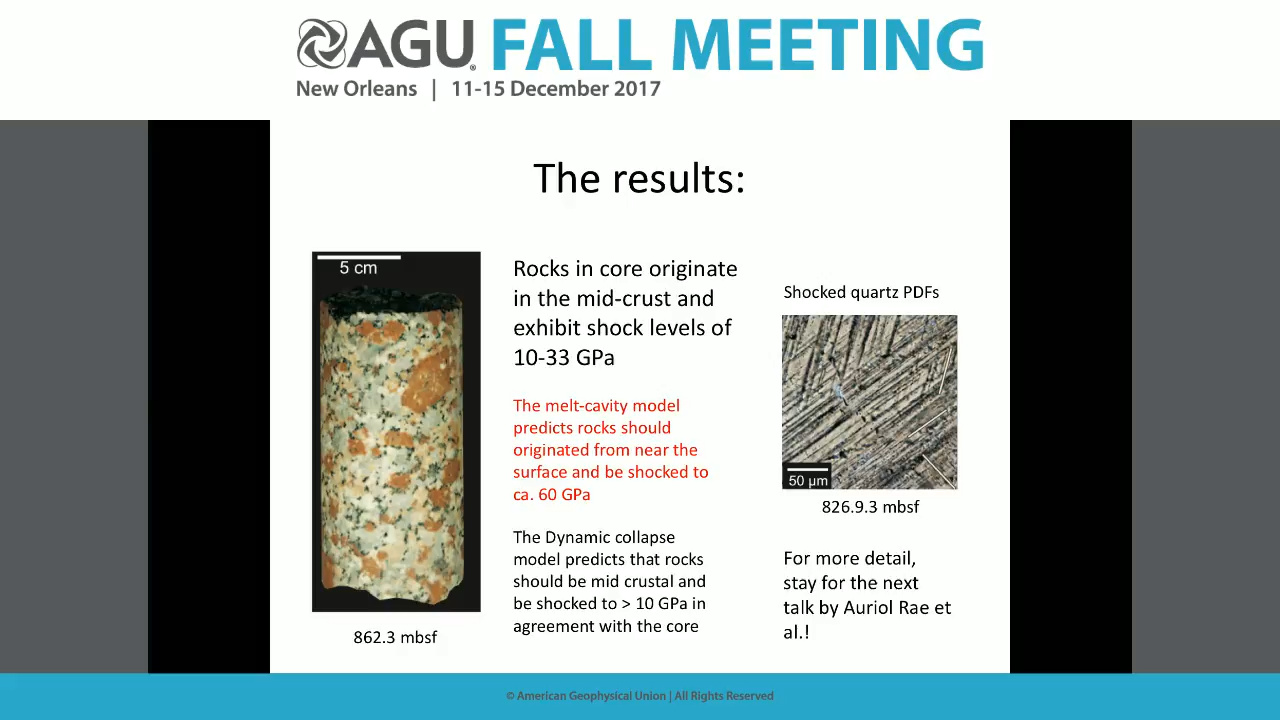 AGU FALL MEETING
New Orleans | 11-15 December 2017
The results:
5 cm
862.3 mbsf
Rocks in core originate
in the mid-crust and
exhibit shock levels of
10-33 GPa
The melt-cavity model
predicts rocks should
originated from near the
surface and be shocked to
ca. 60 GPa
The Dynamic collapse
model predicts that rocks
should be mid crustal and
be shocked to > 10 GPa in
agreement with the core
Shocked quartz PDFs
50 µm
826.9.3 mbsf
For more detail,
stay for the next
talk by Auriol Rae et
al.!
© American Geophysical Union | All Rights Reserved